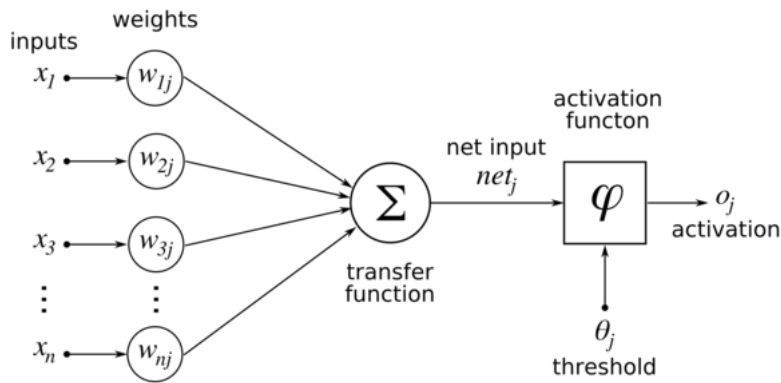 weights
inputs
x₁
w₁ⱼ
x₂
w₂ⱼ
x₃
w₃ⱼ
⋮
⋮
xₙ
wₙⱼ
Σ
transfer
function
net input
netⱼ
activation
functon
φ
oⱼ
activation
θⱼ
threshold